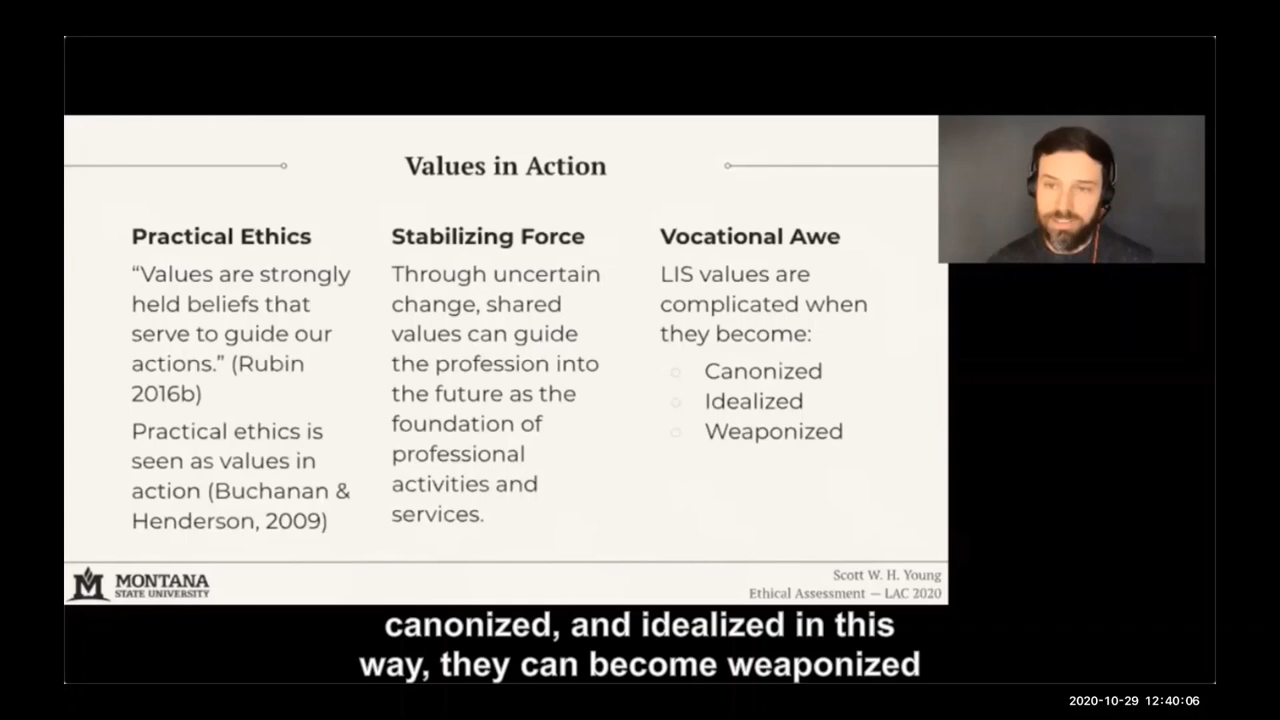 Values in Action
Practical Ethics
“Values are strongly
held beliefs that
serve to guide our
actions.” (Rubin
2016b)
Practical ethics is
seen as values in
action (Buchanan &
Henderson, 2009)
Stabilizing Force
Through uncertain
change, shared
values can guide
the profession into
the future as the
foundation of
professional
activities and
services.
Vocational Awe
LIS values are
complicated when
they become:
Canonized
Idealized
Weaponized
MONTANA
STATE UNIVERSITY
Scott W. H. Young
Ethical Assessment — LAC 2020
canonized, and idealized in this
way, they can become weaponized
2020-10-29 12:40:06